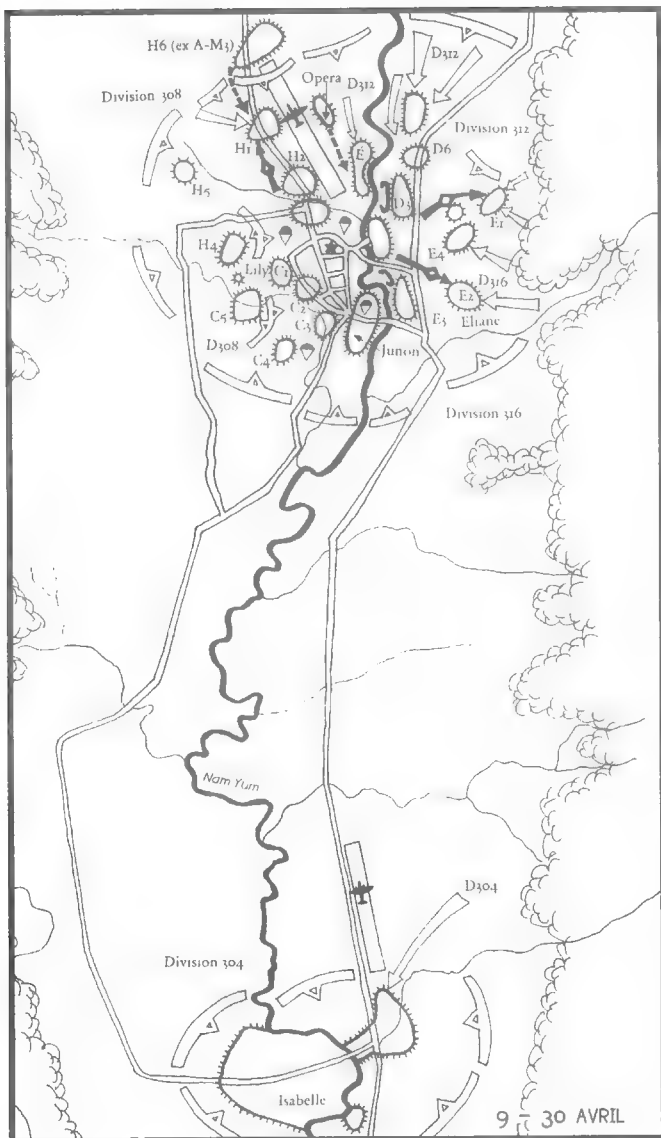 H6 (ex A-M3)
Opera
D312
D312
Division 308
Division 312
H1
H2
E
D6
H5
D3
E1
H4
E4
Lily
C1
D316
E2
C5
C2
E3
Eliane
C3
D308
C4
Junon
Division 316
Nam Yum
D304
Division 304
Isabelle
9 - 30 AVRIL